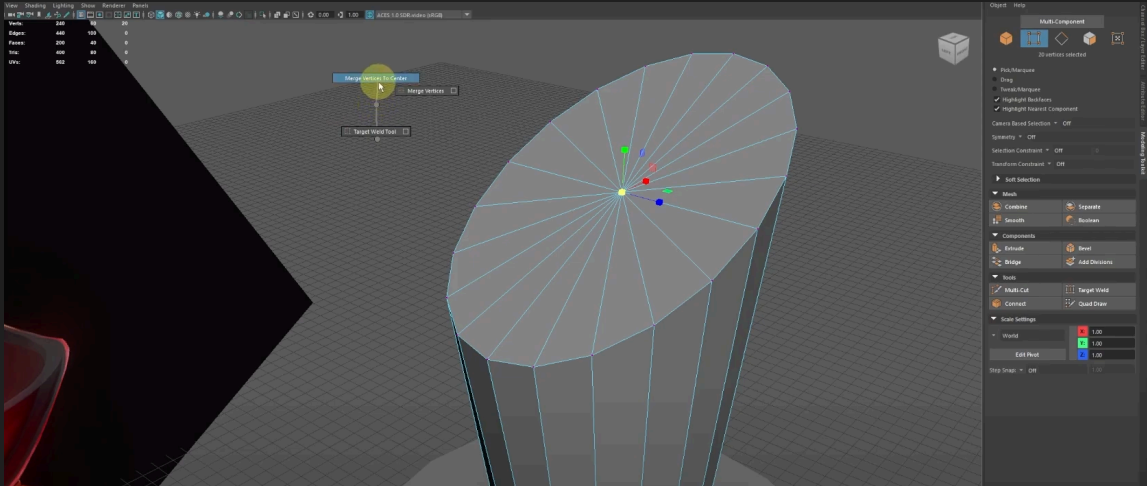 View Shading Lighting Show Renderer Panels
Object Help
0.00 1.00 ACES 1.0 SDR-video (sRGB)
Verts: 240 60 20
Edges: 440 100 0
Faces: 200 40 0
Tris: 400 80 0
UVs: 562 160 0
Merge Vertices To Center
Merge Vertices
Target Weld Tool
Multi-Component
20 vertices selected
Pick/Marquee
Drag
Tweak/Marquee
Highlight Backfaces
Highlight Nearest Component
Camera Based Selection Off
Symmetry Off
Selection Constraint Off
Transform Constraint Off
Soft Selection
Mesh
Combine Separate
Smooth Boolean
Components
Extrude Bevel
Bridge Add Divisions
Tools
Multi-Cut Target Weld
Connect Quad Draw
Scale Settings
World
X: 1.00
Y: 1.00
Edit Pivot Z: 1.00
Step Snap: Off 1.00
Modeling Toolkit